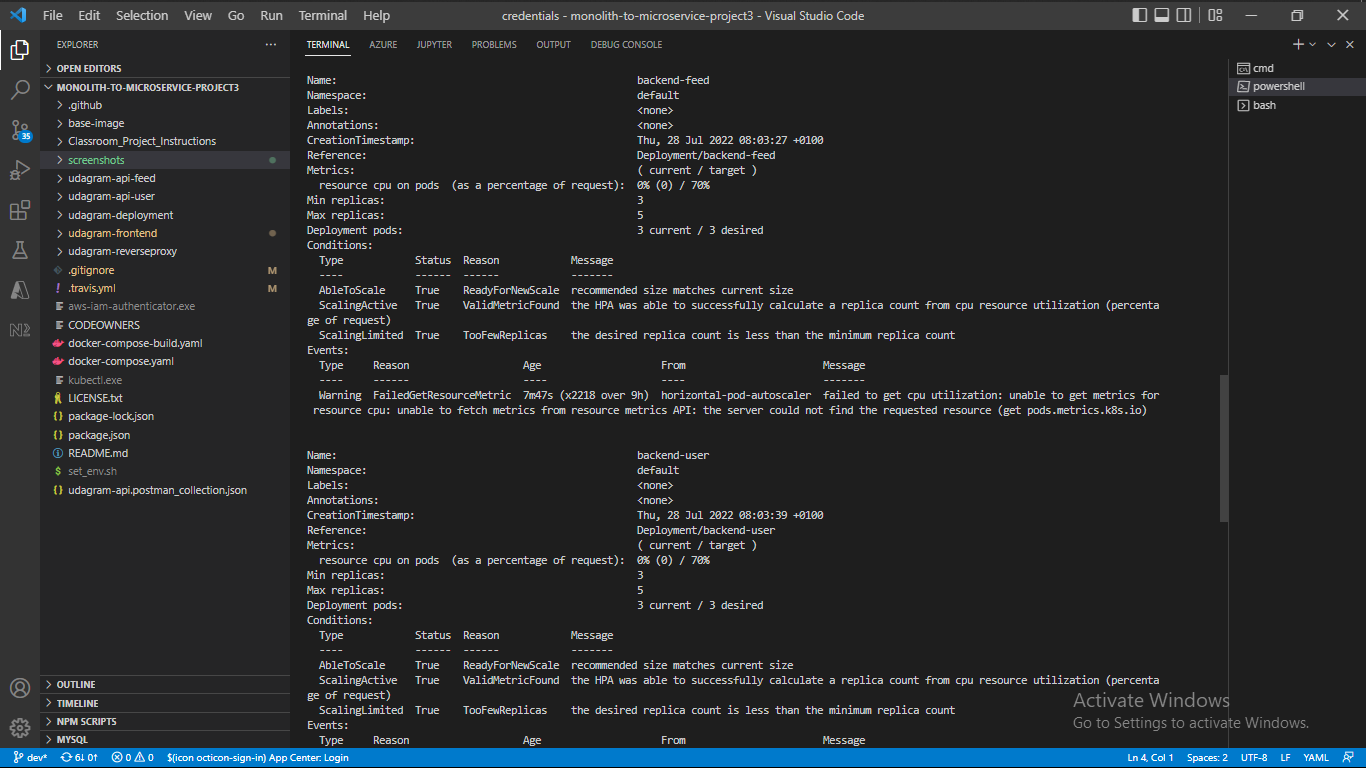 File Edit Selection View Go Run Terminal Help credentials - monolith-to-microservice-project3 - Visual Studio Code
EXPLORER
OPEN EDITORS
MONOLITH-TO-MICROSERVICE-PROJECT3
.github
base-image
Classroom_Project_Instructions
screenshots
udagram-api-feed
udagram-api-user
udagram-deployment
udagram-frontend
udagram-reverseproxy
.gitignore M
.travis.yml M
aws-iam-authenticator.exe
CODEOWNERS
docker-compose-build.yaml
docker-compose.yaml
kubectl.exe
LICENSE.txt
package-lock.json
package.json
README.md
set_env.sh
udagram-api.postman_collection.json
OUTLINE
TIMELINE
NPM SCRIPTS
MYSQL
35
TERMINAL AZURE JUPYTER PROBLEMS OUTPUT DEBUG CONSOLE
Name: backend-feed
Namespace: default
Labels: <none>
Annotations: <none>
CreationTimestamp: Thu, 28 Jul 2022 08:03:27 +0100
Reference: Deployment/backend-feed
Metrics: ( current / target )
resource cpu on pods (as a percentage of request): 0% (0) / 70%
Min replicas: 3
Max replicas: 5
Deployment pods: 3 current / 3 desired
Conditions:
Type Status Reason Message
---- ------ ------ -------
AbleToScale True ReadyForNewScale recommended size matches current size
ScalingActive True ValidMetricFound the HPA was able to successfully calculate a replica count from cpu resource utilization (percenta
ge of request)
ScalingLimited True TooFewReplicas the desired replica count is less than the minimum replica count
Events:
Type Reason Age From Message
---- ------ ---- ---- -------
Warning FailedGetResourceMetric 7m47s (x2218 over 9h) horizontal-pod-autoscaler failed to get cpu utilization: unable to get metrics for
resource cpu: unable to fetch metrics from resource metrics API: the server could not find the requested resource (get pods.metrics.k8s.io)
Name: backend-user
Namespace: default
Labels: <none>
Annotations: <none>
CreationTimestamp: Thu, 28 Jul 2022 08:03:39 +0100
Reference: Deployment/backend-user
Metrics: ( current / target )
resource cpu on pods (as a percentage of request): 0% (0) / 70%
Min replicas: 3
Max replicas: 5
Deployment pods: 3 current / 3 desired
Conditions:
Type Status Reason Message
---- ------ ------ -------
AbleToScale True ReadyForNewScale recommended size matches current size
ScalingActive True ValidMetricFound the HPA was able to successfully calculate a replica count from cpu resource utilization (percenta
ge of request)
ScalingLimited True TooFewReplicas the desired replica count is less than the minimum replica count
Events:
Type Reason Age From Message
cmd
powershell
bash
Activate Windows
Go to Settings to activate Windows.
dev* 6↓ 0↑ 0 0 $(icon octicon-sign-in) App Center: Login Ln 4, Col 1 Spaces: 2 UTF-8 LF YAML